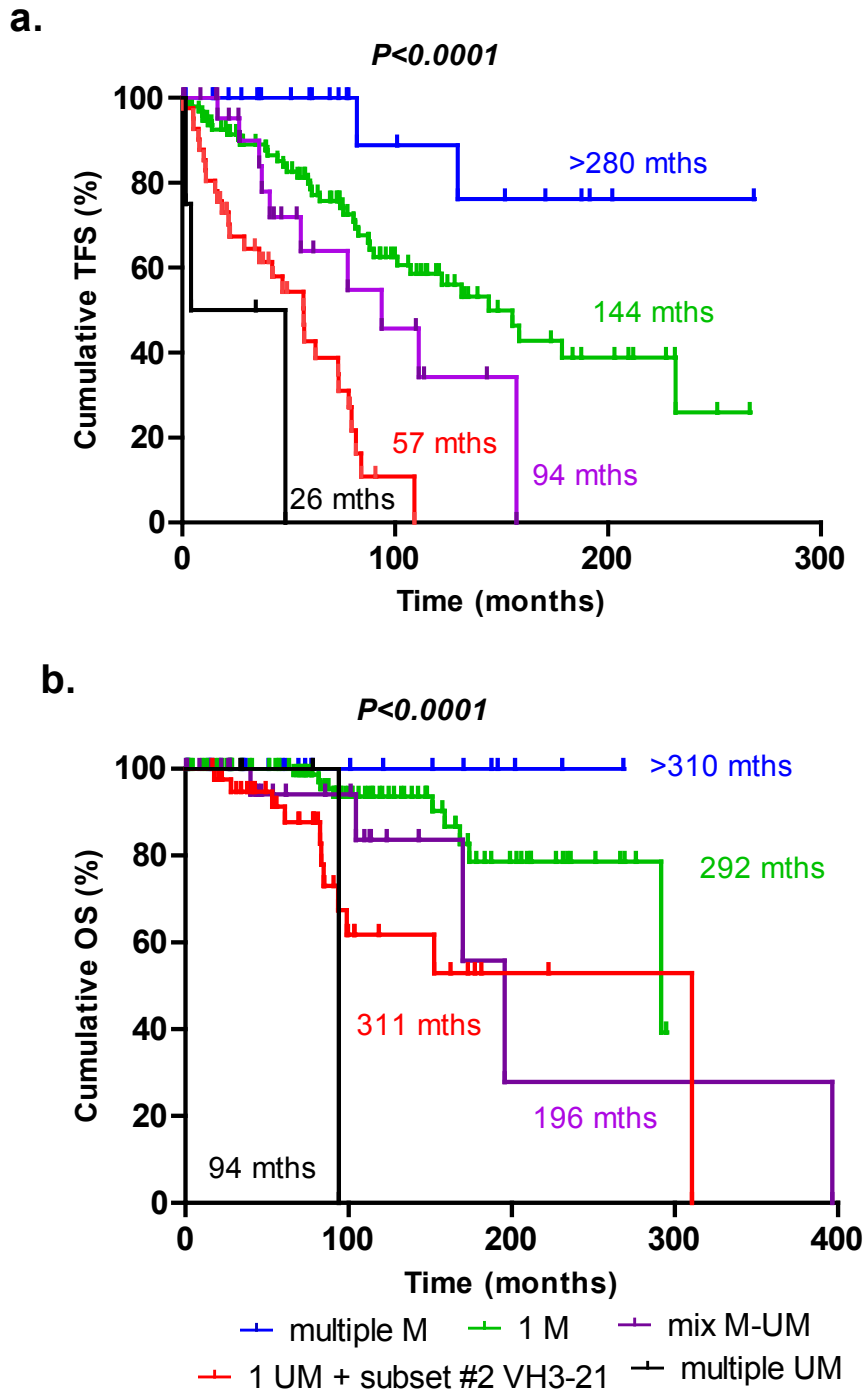 a.
P<0.0001
Cumulative TFS (%)
100
80
60
40
20
0
>280 mths
144 mths
57 mths
94 mths
26 mths
0 100 200 300
Time (months)
b.
P<0.0001
Cumulative OS (%)
100
80
60
40
20
0
>310 mths
292 mths
311 mths
196 mths
94 mths
0 100 200 300 400
Time (months)
multiple M 1 M mix M-UM
1 UM + subset #2 VH3-21 multiple UM